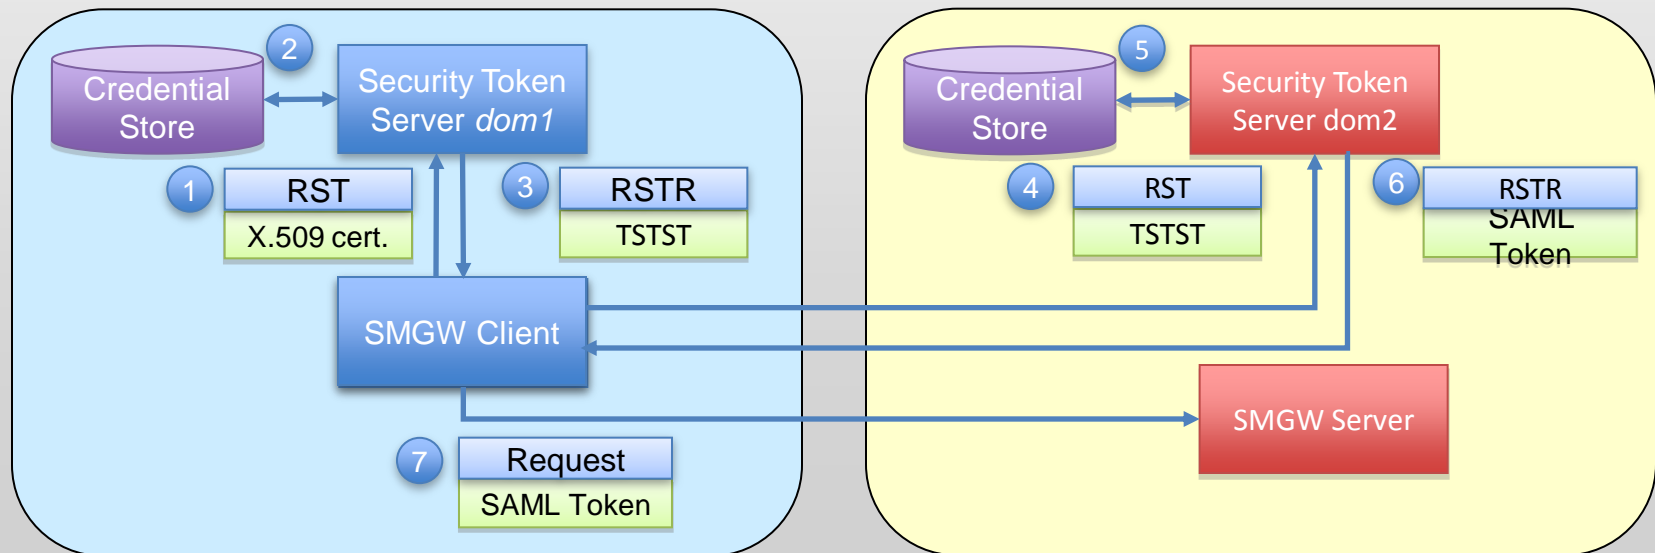 2
Credential
Store
Security Token
Server dom1
1
RST
X.509 cert.
3
RSTR
TSTST
SMGW Client
7
Request
SAML Token
5
Credential
Store
Security Token
Server dom2
4
RST
TSTST
6
RSTR
SAML
Token
SMGW Server